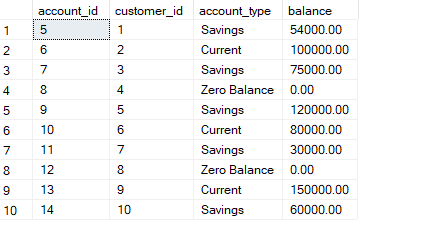 account_id customer_id account_type balance
1 5 1 Savings 54000.00
2 6 2 Current 100000.00
3 7 3 Savings 75000.00
4 8 4 Zero Balance 0.00
5 9 5 Savings 120000.00
6 10 6 Current 80000.00
7 11 7 Savings 30000.00
8 12 8 Zero Balance 0.00
9 13 9 Current 150000.00
10 14 10 Savings 60000.00